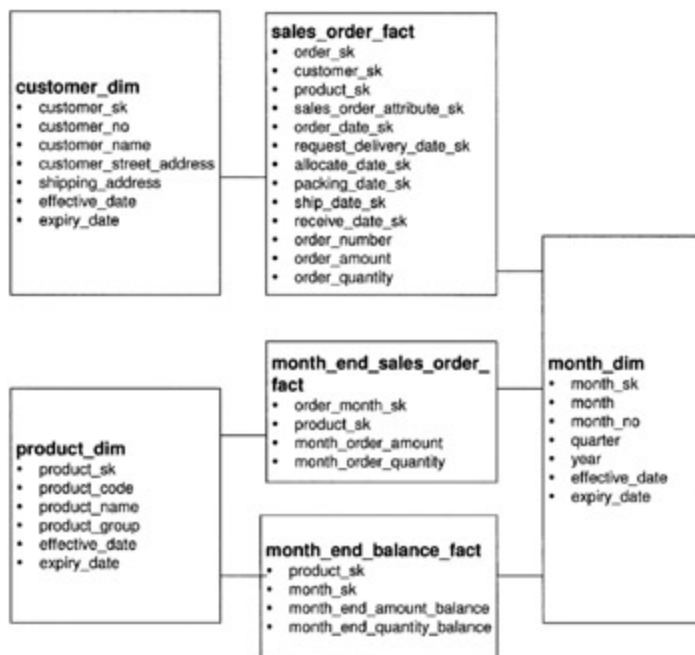 customer_dim
• customer_sk
• customer_no
• customer_name
• customer_street_address
• shipping_address
• effective_date
• expiry_date
sales_order_fact
• order_sk
• customer_sk
• product_sk
• sales_order_attribute_sk
• order_date_sk
• request_delivery_date_sk
• allocate_date_sk
• packing_date_sk
• ship_date_sk
• receive_date_sk
• order_number
• order_amount
• order_quantity
product_dim
• product_sk
• product_code
• product_name
• product_group
• effective_date
• expiry_date
month_end_sales_order_
fact
• order_month_sk
• product_sk
• month_order_amount
• month_order_quantity
month_end_balance_fact
• product_sk
• month_sk
• month_end_amount_balance
• month_end_quantity_balance
month_dim
• month_sk
• month
• month_no
• quarter
• year
• effective_date
• expiry_date